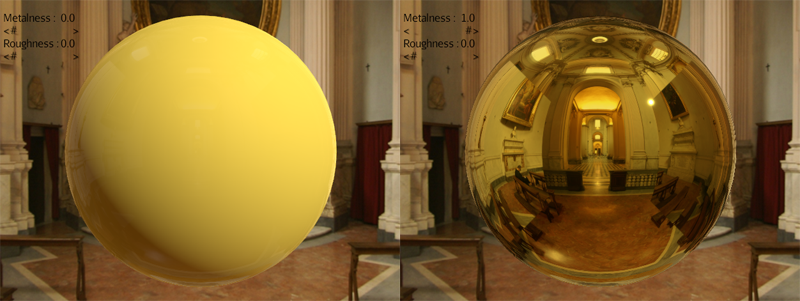 Metalness : 0.0
<# >
Roughness : 0.0
<# >
Metalness : 1.0
< #>
Roughness : 0.0
<# >